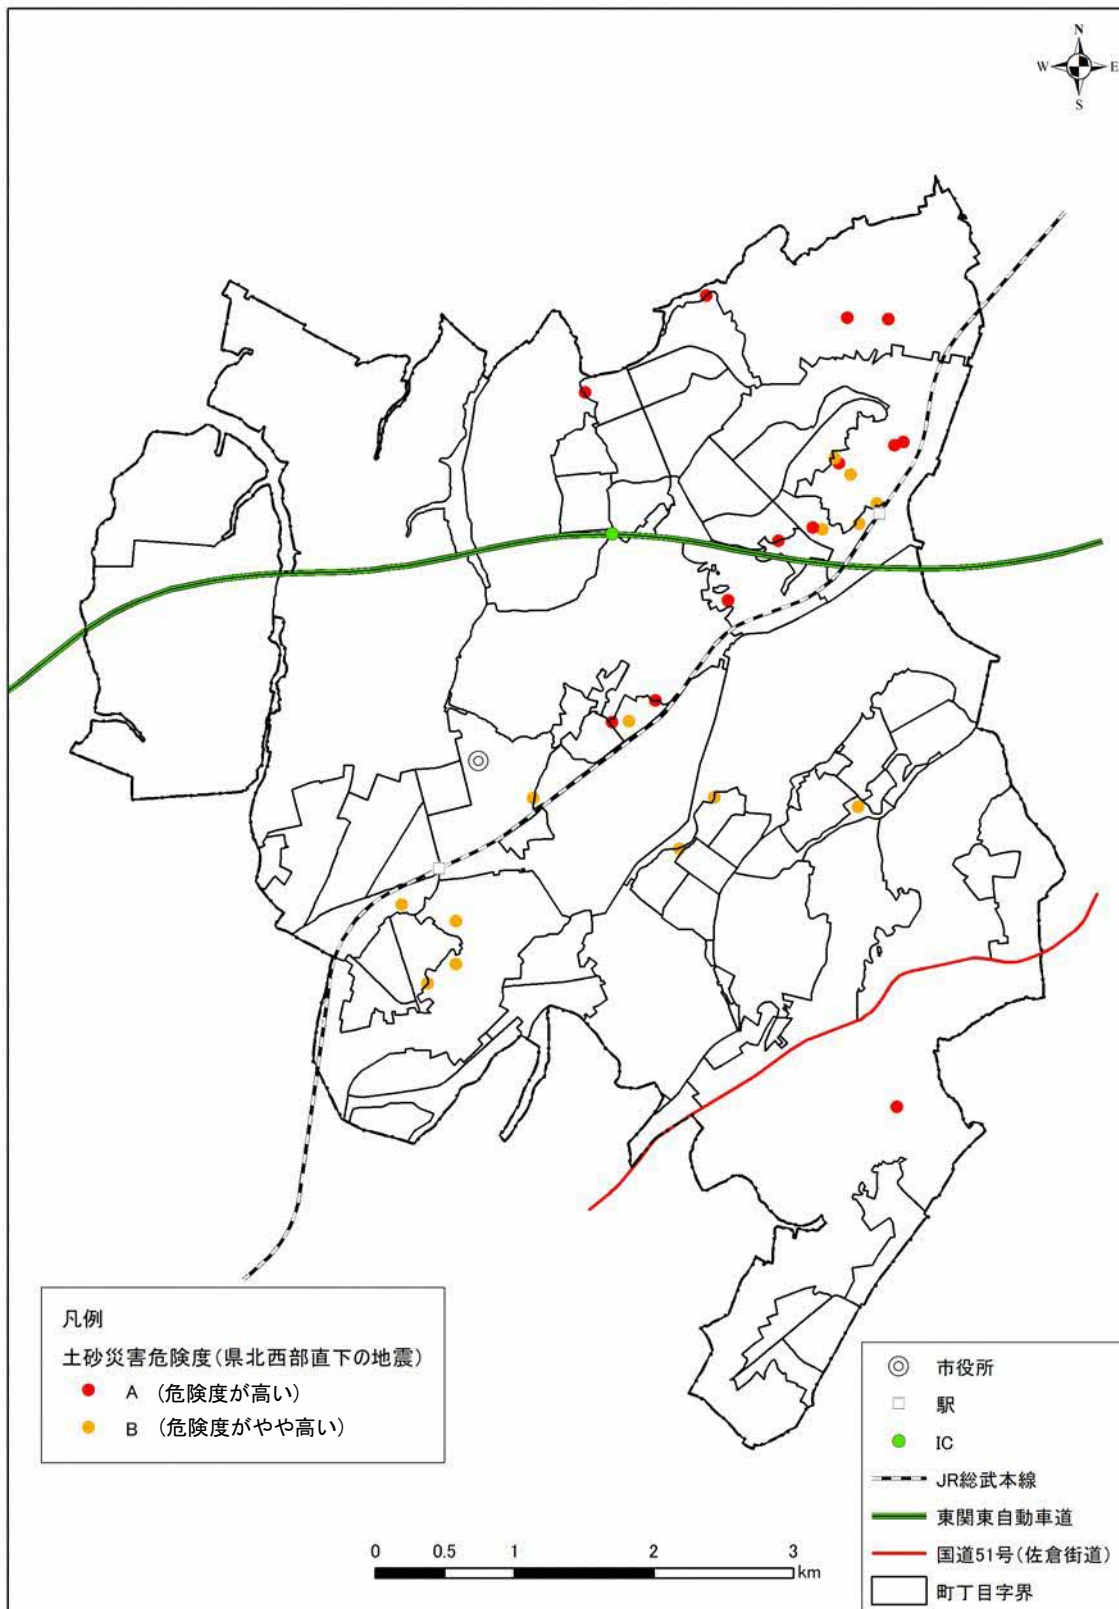 N
W E
S
凡例
土砂災害危険度(県北西部直下の地震)
A (危険度が高い)
B (危険度がやや高い)
市役所
駅
IC
JR総武本線
東関東自動車道
国道51号(佐倉街道)
町丁目字界
0 0.5 1 2 3
km